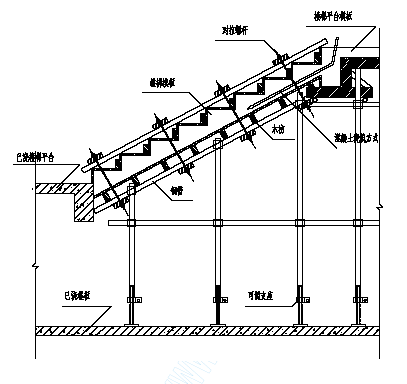 对拉螺杆
楼梯平台模板
踏梯模板
木枋
混凝土浇筑方式
已浇楼梯平台
钢管
已浇楼板
可调支座